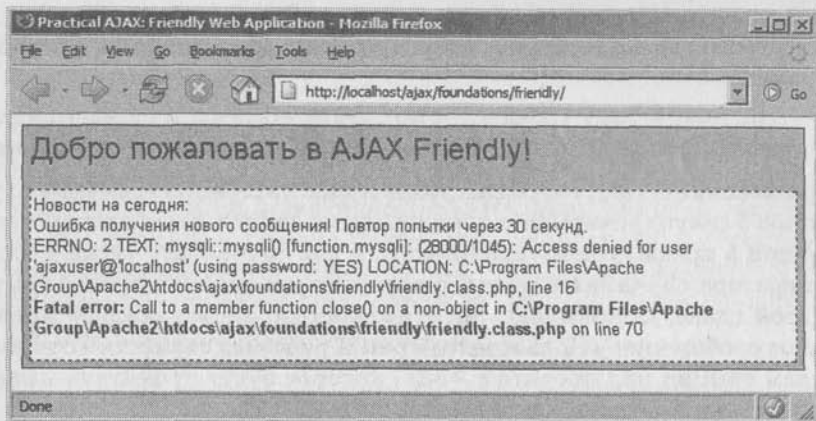 Practical AJAX: Friendly Web Application - Mozilla Firefox
File Edit View Go Bookmarks Tools Help
http://localhost/ajax/foundations/friendly/
Go
Добро пожаловать в AJAX Friendly!
Новости на сегодня:
Ошибка получения нового сообщения! Повтор попытки через 30 секунд.
ERRNO: 2 TEXT: mysqli::mysqli() [function.mysqli]: (28000/1045): Access denied for user
'ajaxuser'@'localhost' (using password: YES) LOCATION: C:\Program Files\Apache
Group\Apache2\htdocs\ajax\foundations\friendly\friendly.class.php, line 16
Fatal error: Call to a member function close() on a non-object in C:\Program Files\Apache
Group\Apache2\htdocs\ajax\foundations\friendly\friendly.class.php on line 70
Done